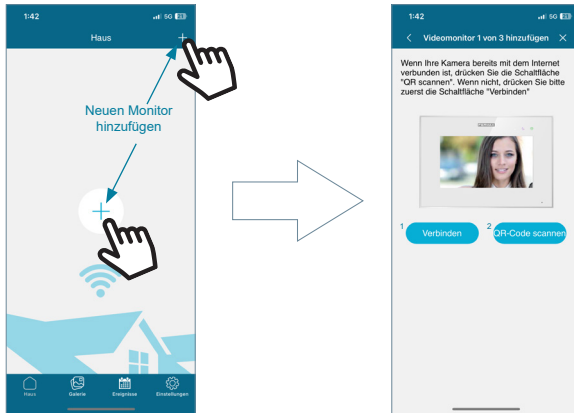 1:42
5G 31
Haus
Neuen Monitor
hinzufügen
Haus
Galerie
Ereignisse
Einstellungen
1:42
5G 31
Videomonitor 1 von 3 hinzufügen
Wenn Ihre Kamera bereits mit dem Internet
verbunden ist, drücken Sie die Schaltfläche
"QR scannen". Wenn nicht, drücken Sie bitte
zuerst die Schaltfläche "Verbinden"
1 Verbinden
2 QR-Code scannen